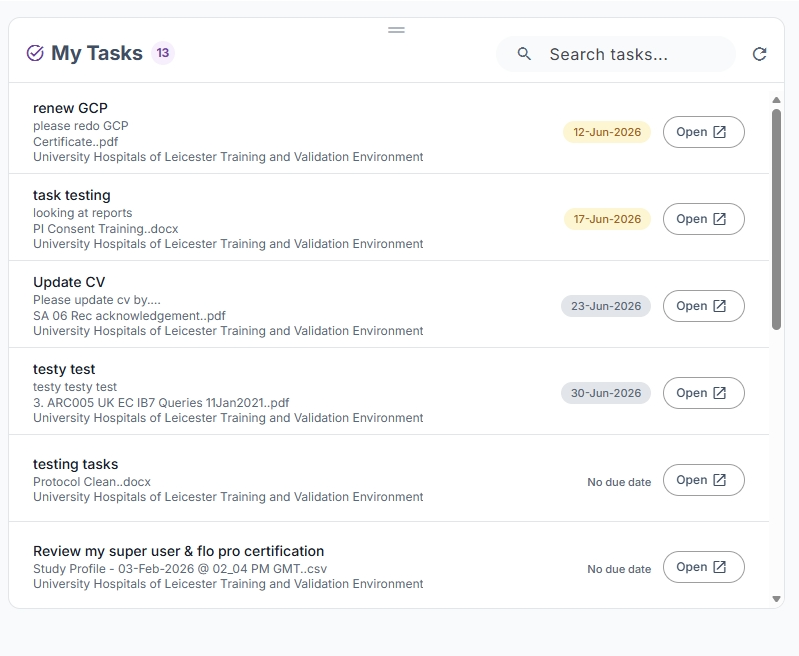 My Tasks 13
Search tasks...
renew GCP
please redo GCP
Certificate..pdf
University Hospitals of Leicester Training and Validation Environment
12-Jun-2026
Open
task testing
looking at reports
PI Consent Training..docx
University Hospitals of Leicester Training and Validation Environment
17-Jun-2026
Open
Update CV
Please update cv by....
SA 06 Rec acknowledgement..pdf
University Hospitals of Leicester Training and Validation Environment
23-Jun-2026
Open
testy test
testy testy test
3. ARC005 UK EC IB7 Queries 11Jan2021..pdf
University Hospitals of Leicester Training and Validation Environment
30-Jun-2026
Open
testing tasks
Protocol Clean..docx
University Hospitals of Leicester Training and Validation Environment
No due date
Open
Review my super user & flo pro certification
Study Profile - 03-Feb-2026 @ 02_04 PM GMT..csv
University Hospitals of Leicester Training and Validation Environment
No due date
Open